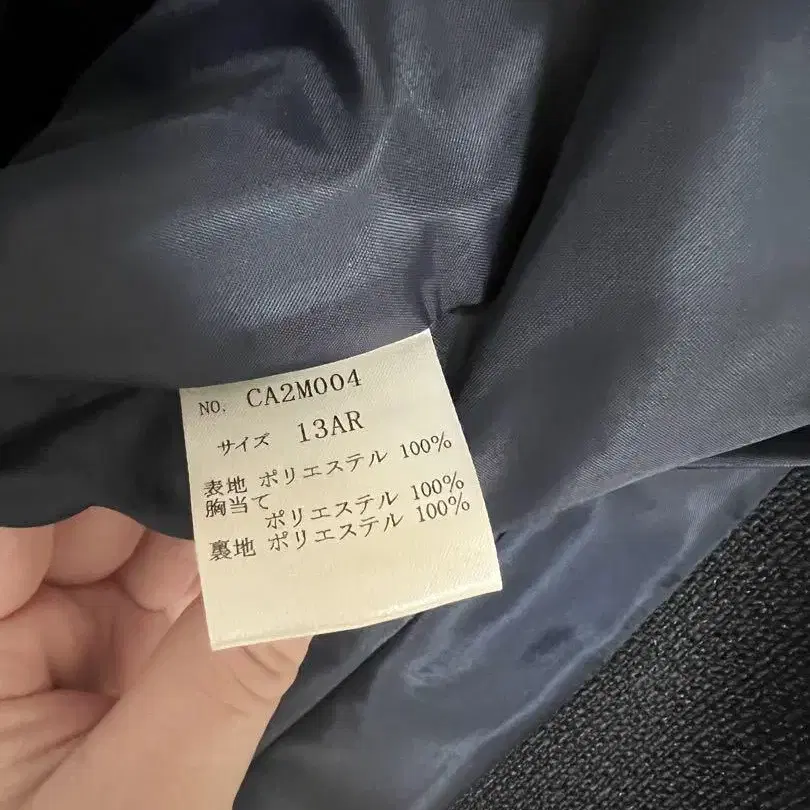 NO. CA2M004
サイズ 13AR
表地 ポリエステル 100%
胸当て
ポリエステル 100%
裏地 ポリエステル 100%